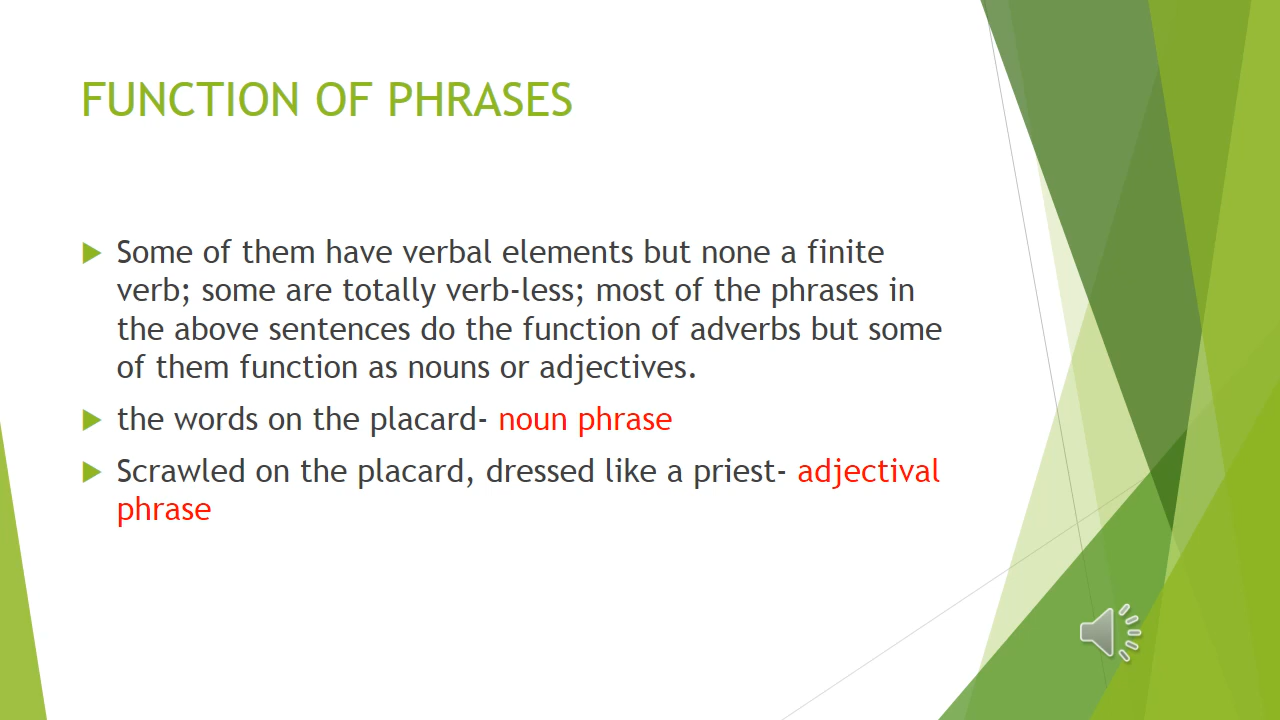 FUNCTION OF PHRASES
Some of them have verbal elements but none a finite
verb; some are totally verb-less; most of the phrases in
the above sentences do the function of adverbs but some
of them function as nouns or adjectives.
the words on the placard- noun phrase
Scrawled on the placard, dressed like a priest- adjectival
phrase